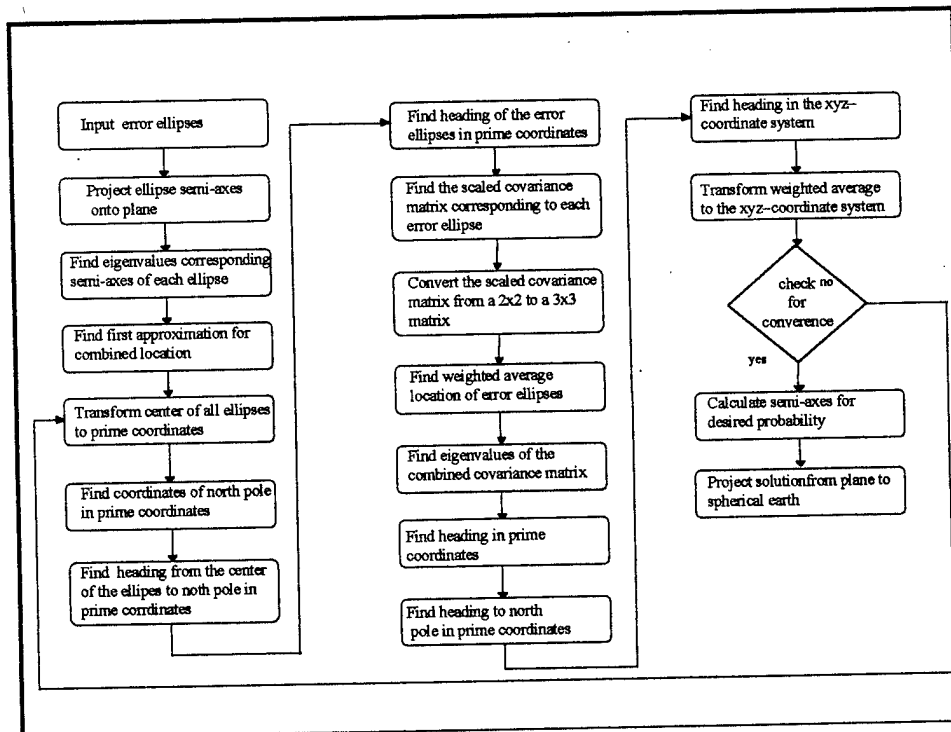 Input error ellipses
Project ellipse semi-axes
onto plane
Find eigenvalues corresponding
semi-axes of each ellipse
Find first approximation for
combined location
Transform center of all ellipses
to prime coordinates
Find coordinates of north pole
in prime coordinates
Find heading from the center
of the ellipes to noth pole in
prime corrdinates
Find heading of the error
ellipses in prime coordinates
Find the scaled covariance
matrix corresponding to each
error ellipse
Convert the scaled covariance
matrix from a 2x2 to a 3x3
matrix
Find weighted average
location of error ellipses
Find eigenvalues of the
combined covariance matrix
Find heading in prime
coordinates
Find heading to north
pole in prime coordinates
Find heading in the xyz-
coordinate system
Transform weighted average
to the xyz-coordinate system
check no
for
converence
yes
Calculate semi-axes for
desired probability
Project solutionfrom plane to
spherical earth